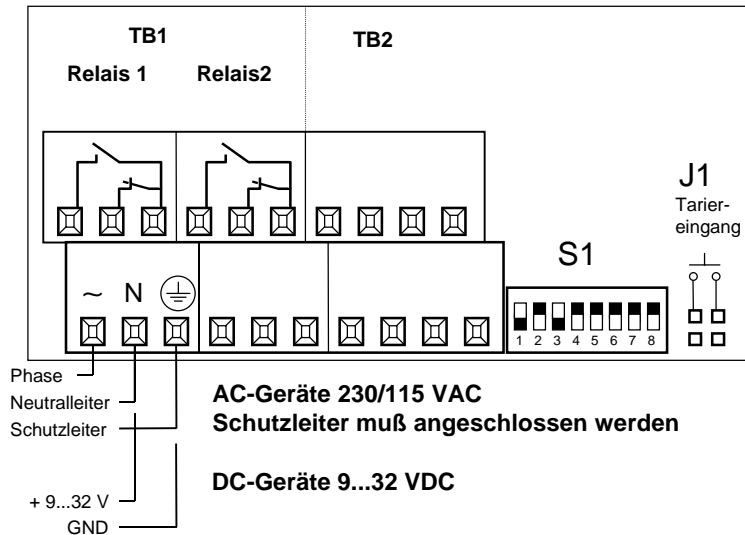 TB1 TB2
Relais 1 Relais2
J1
Tarier-
eingang
S1
~ N
1 2 3 4 5 6 7 8
Phase
Neutralleiter
Schutzleiter
AC-Geräte 230/115 VAC
Schutzleiter muß angeschlossen werden
DC-Geräte 9...32 VDC
+ 9...32 V
GND